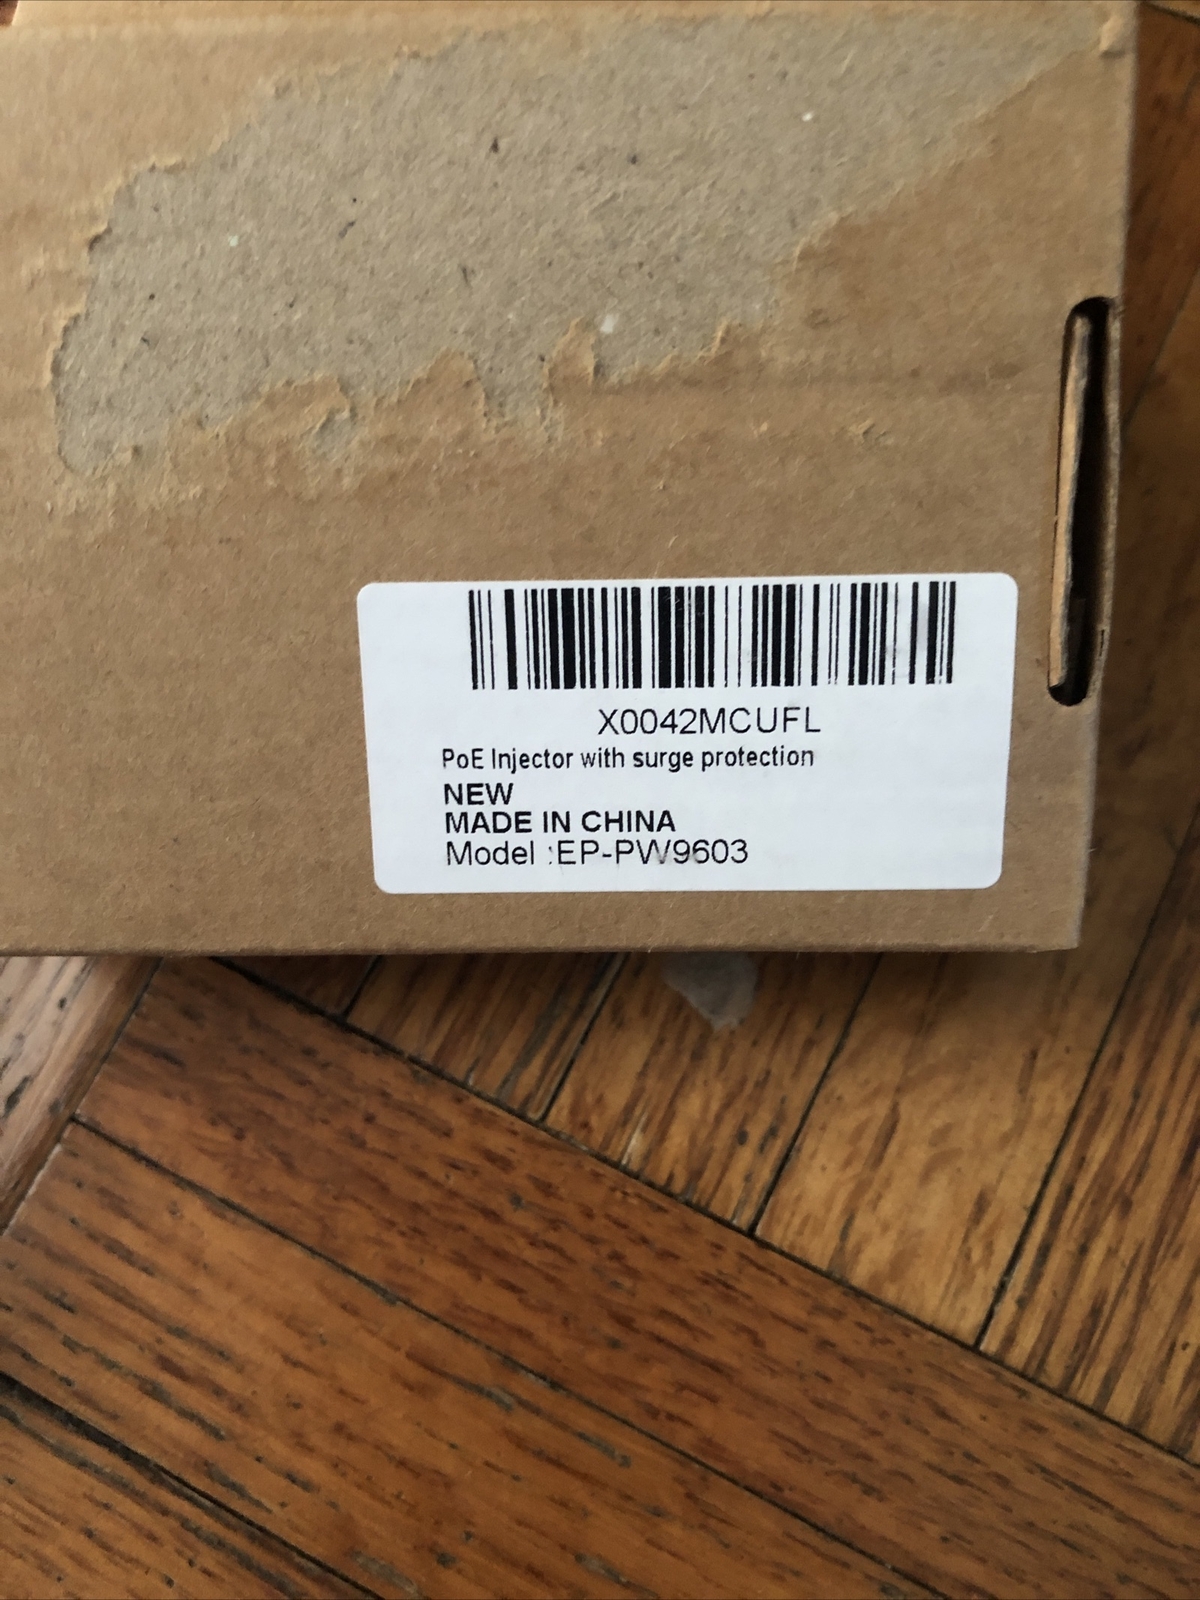 X0042MCUFL
PoE Injector with surge protection
NEW
MADE IN CHINA
Model :EP-PW9603